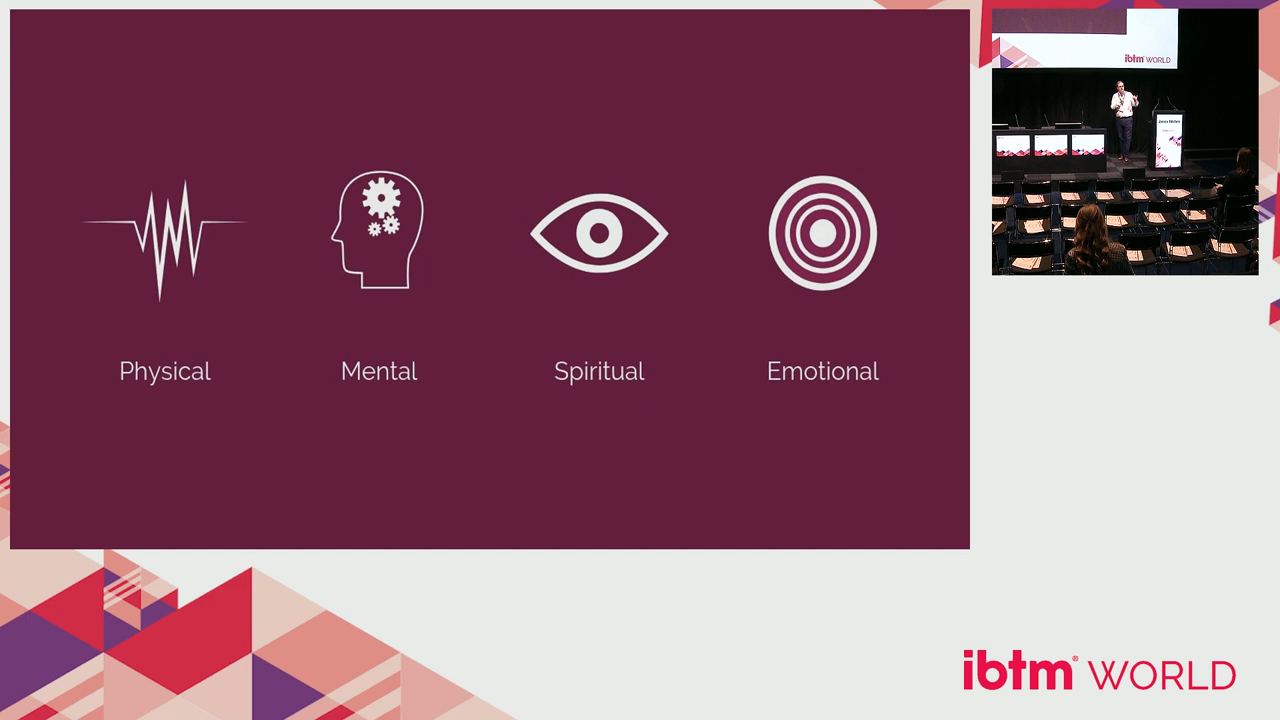 Physical
Mental
Spiritual
Emotional
ibtm WORLD
ibtm® WORLD